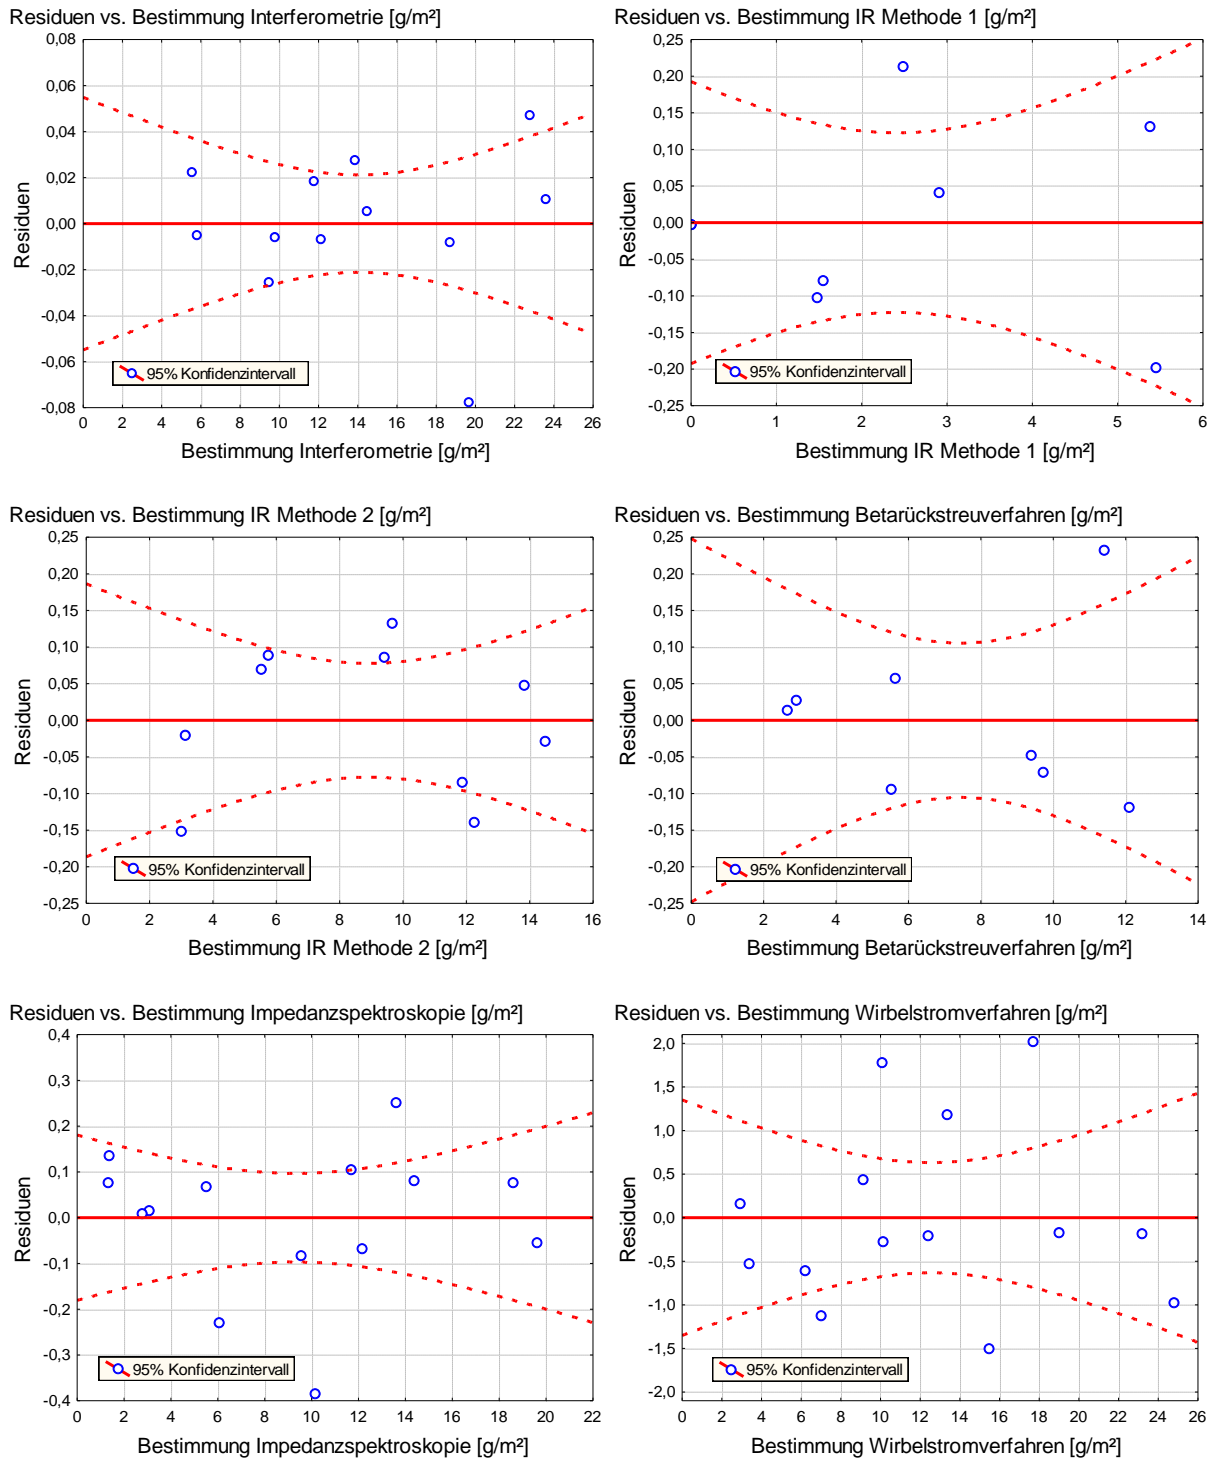 Residuen vs. Bestimmung Interferometrie [g/m²]
0,08
0,06
0,04
0,02
0,00
-0,02
-0,04
-0,06
-0,08
Residuen
95% Konfidenzintervall
0 2 4 6 8 10 12 14 16 18 20 22 24 26
Bestimmung Interferometrie [g/m²]
Residuen vs. Bestimmung IR Methode 1 [g/m²]
0,25
0,20
0,15
0,10
0,05
0,00
-0,05
-0,10
-0,15
-0,20
-0,25
Residuen
95% Konfidenzintervall
0 1 2 3 4 5 6
Bestimmung IR Methode 1 [g/m²]
Residuen vs. Bestimmung IR Methode 2 [g/m²]
0,25
0,20
0,15
0,10
0,05
0,00
-0,05
-0,10
-0,15
-0,20
-0,25
Residuen
95% Konfidenzintervall
0 2 4 6 8 10 12 14 16
Bestimmung IR Methode 2 [g/m²]
Residuen vs. Bestimmung Betarückstreuverfahren [g/m²]
0,25
0,20
0,15
0,10
0,05
0,00
-0,05
-0,10
-0,15
-0,20
-0,25
Residuen
95% Konfidenzintervall
0 2 4 6 8 10 12 14
Bestimmung Betarückstreuverfahren [g/m²]
Residuen vs. Bestimmung Impedanzspektroskopie [g/m²]
0,4
0,3
0,2
0,1
0,0
-0,1
-0,2
-0,3
-0,4
Residuen
95% Konfidenzintervall
0 2 4 6 8 10 12 14 16 18 20 22
Bestimmung Impedanzspektroskopie [g/m²]
Residuen vs. Bestimmung Wirbelstromverfahren [g/m²]
2,0
1,5
1,0
0,5
0,0
-0,5
-1,0
-1,5
-2,0
Residuen
95% Konfidenzintervall
0 2 4 6 8 10 12 14 16 18 20 22 24 26
Bestimmung Wirbelstromverfahren [g/m²]